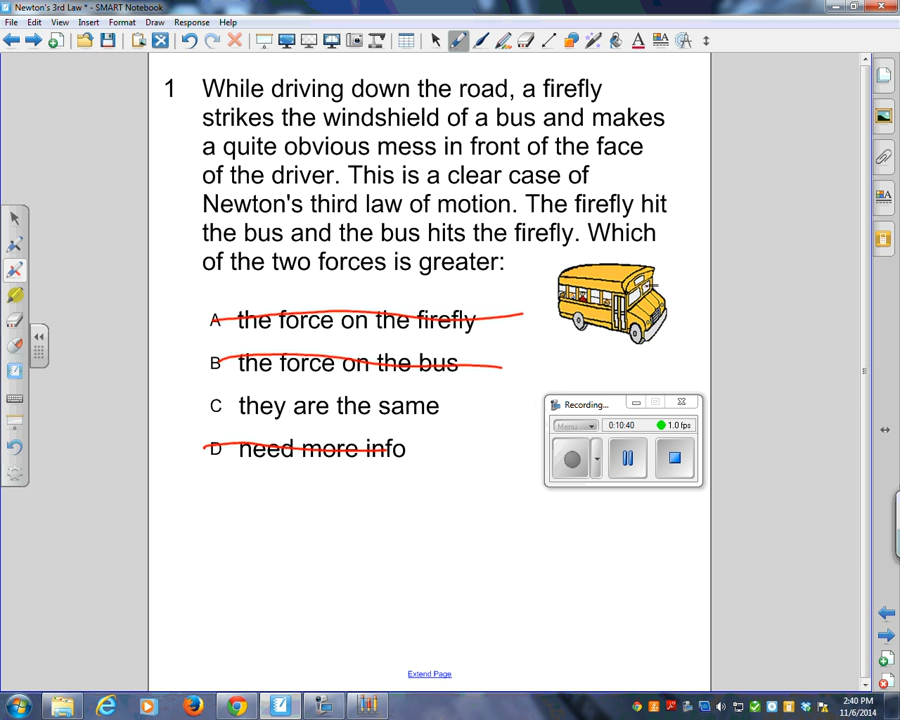 Newton's 3rd Law * - SMART Notebook
File Edit View Insert Format Draw Response Help
1 While driving down the road, a firefly
strikes the windshield of a bus and makes
a quite obvious mess in front of the face
of the driver. This is a clear case of
Newton's third law of motion. The firefly hit
the bus and the bus hits the firefly. Which
of the two forces is greater:
A the force on the firefly
B the force on the bus
C they are the same
D need more info
Recording...
Menu
0:10:40 1.0 fps
Extend Page
2:40 PM
11/6/2014